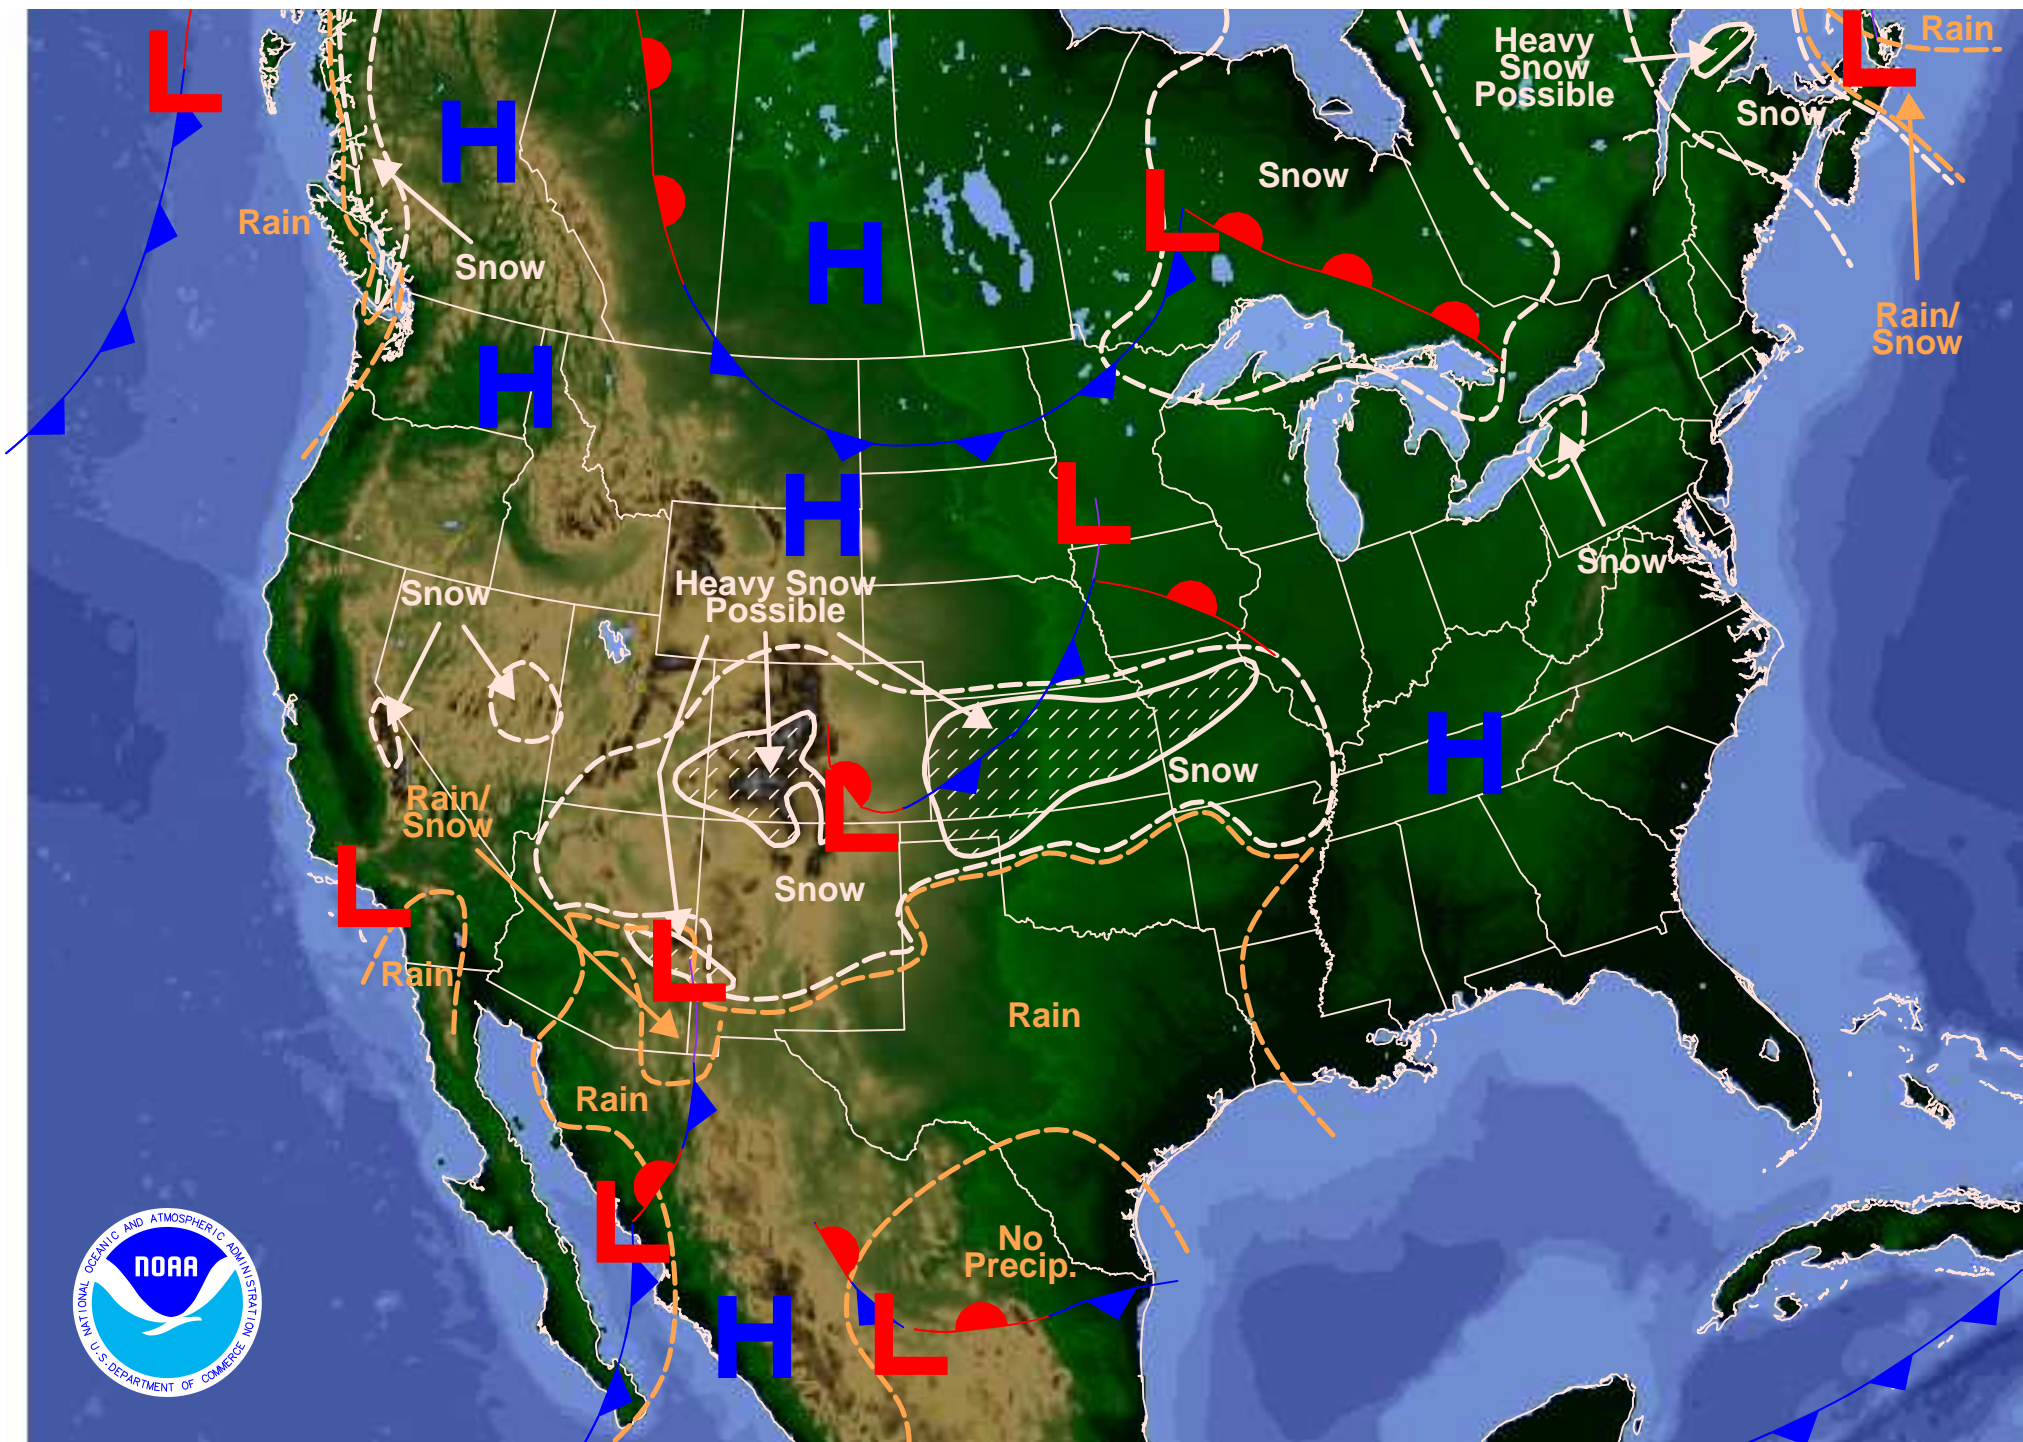 Rain
Heavy
Snow
Possible
L
L
H
Snow
L
Snow
Rain
H
Snow
Rain/
Snow
H
L
H
Snow
Heavy Snow
Possible
Snow
H
Snow
Rain/
Snow
L
L
Snow
L
Rain
Rain
Rain
L
No
Precip.
H
L
NATIONAL OCEANIC AND ATMOSPHERIC ADMINISTRATION
NOAA
U.S. DEPARTMENT OF COMMERCE